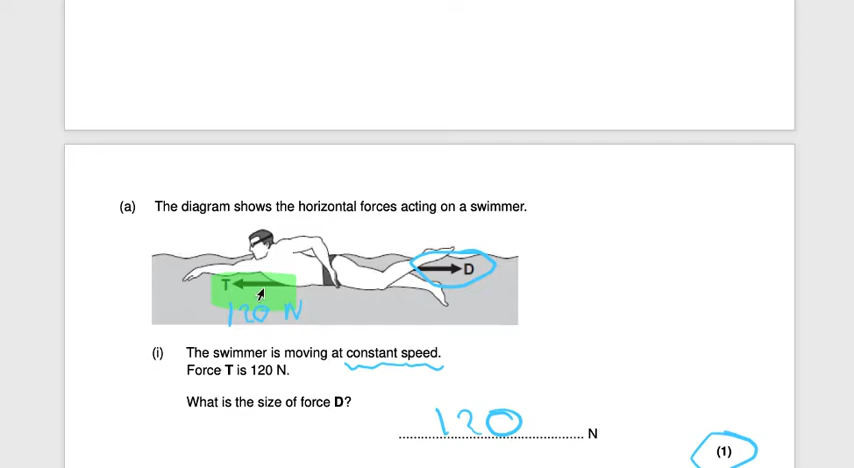 (a) The diagram shows the horizontal forces acting on a swimmer.
T
D
120 N
(i) The swimmer is moving at constant speed.
Force T is 120 N.
What is the size of force D?
120
.................................................. N
(1)